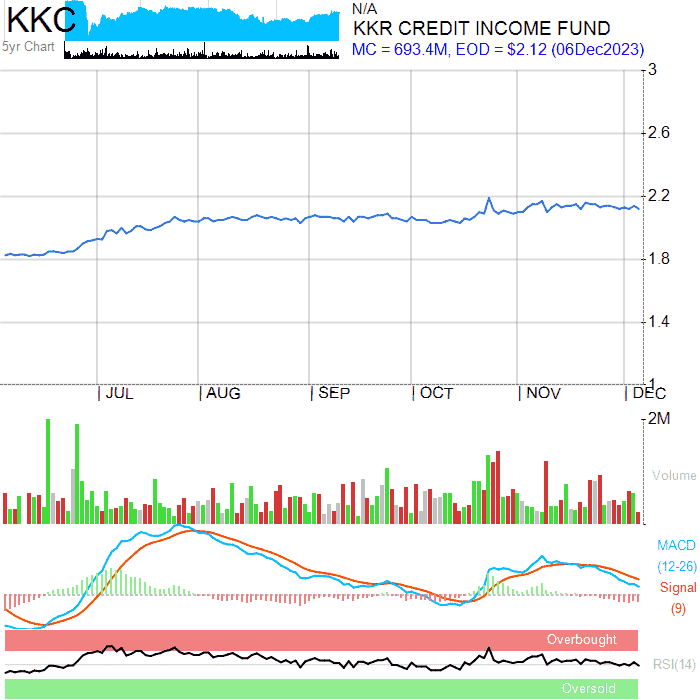 KKC
5yr Chart
N/A
KKR CREDIT INCOME FUND
MC = 693.4M, EOD = $2.12 (06Dec2023)
3
2.6
2.2
1.8
1.4
1
JUL AUG SEP OCT NOV DEC
2M
Volume
MACD
(12-26)
Signal
(9)
Overbought
RSI(14)
Oversold